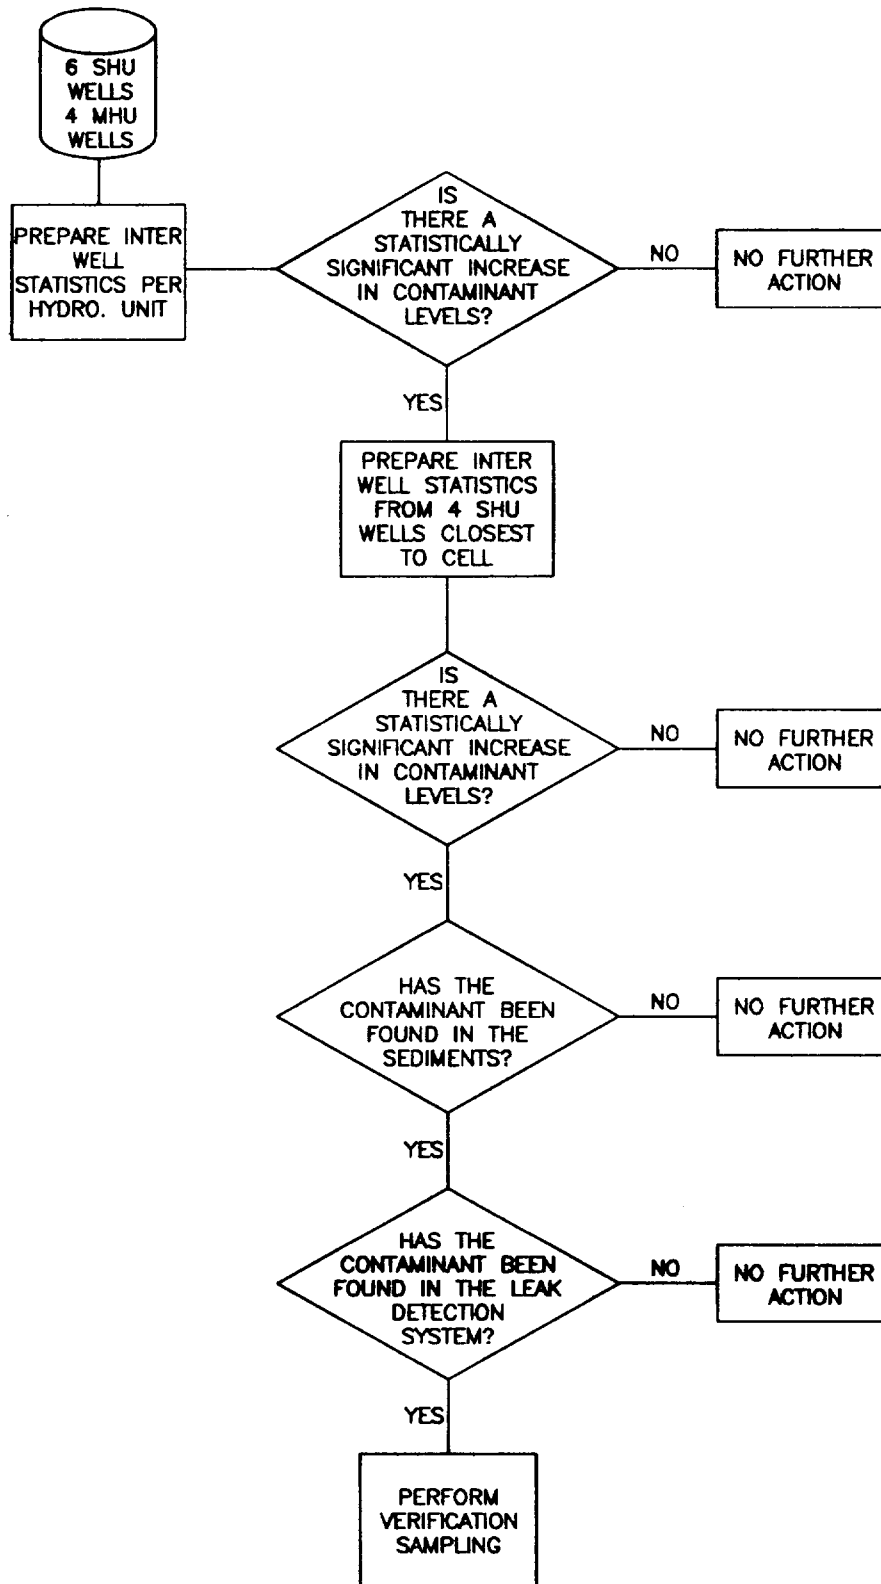 6 SHU
WELLS
4 MHU
WELLS
PREPARE INTER
WELL
STATISTICS PER
HYDRO. UNIT
IS
THERE A
STATISTICALLY
SIGNIFICANT INCREASE
IN CONTAMINANT
LEVELS?
NO
NO FURTHER
ACTION
YES
PREPARE INTER
WELL STATISTICS
FROM 4 SHU
WELLS CLOSEST
TO CELL
IS
THERE A
STATISTICALLY
SIGNIFICANT INCREASE
IN CONTAMINANT
LEVELS?
NO
NO FURTHER
ACTION
YES
HAS THE
CONTAMINANT BEEN
FOUND IN THE
SEDIMENTS?
NO
NO FURTHER
ACTION
YES
HAS THE
CONTAMINANT BEEN
FOUND IN THE LEAK
DETECTION
SYSTEM?
NO
NO FURTHER
ACTION
YES
PERFORM
VERIFICATION
SAMPLING